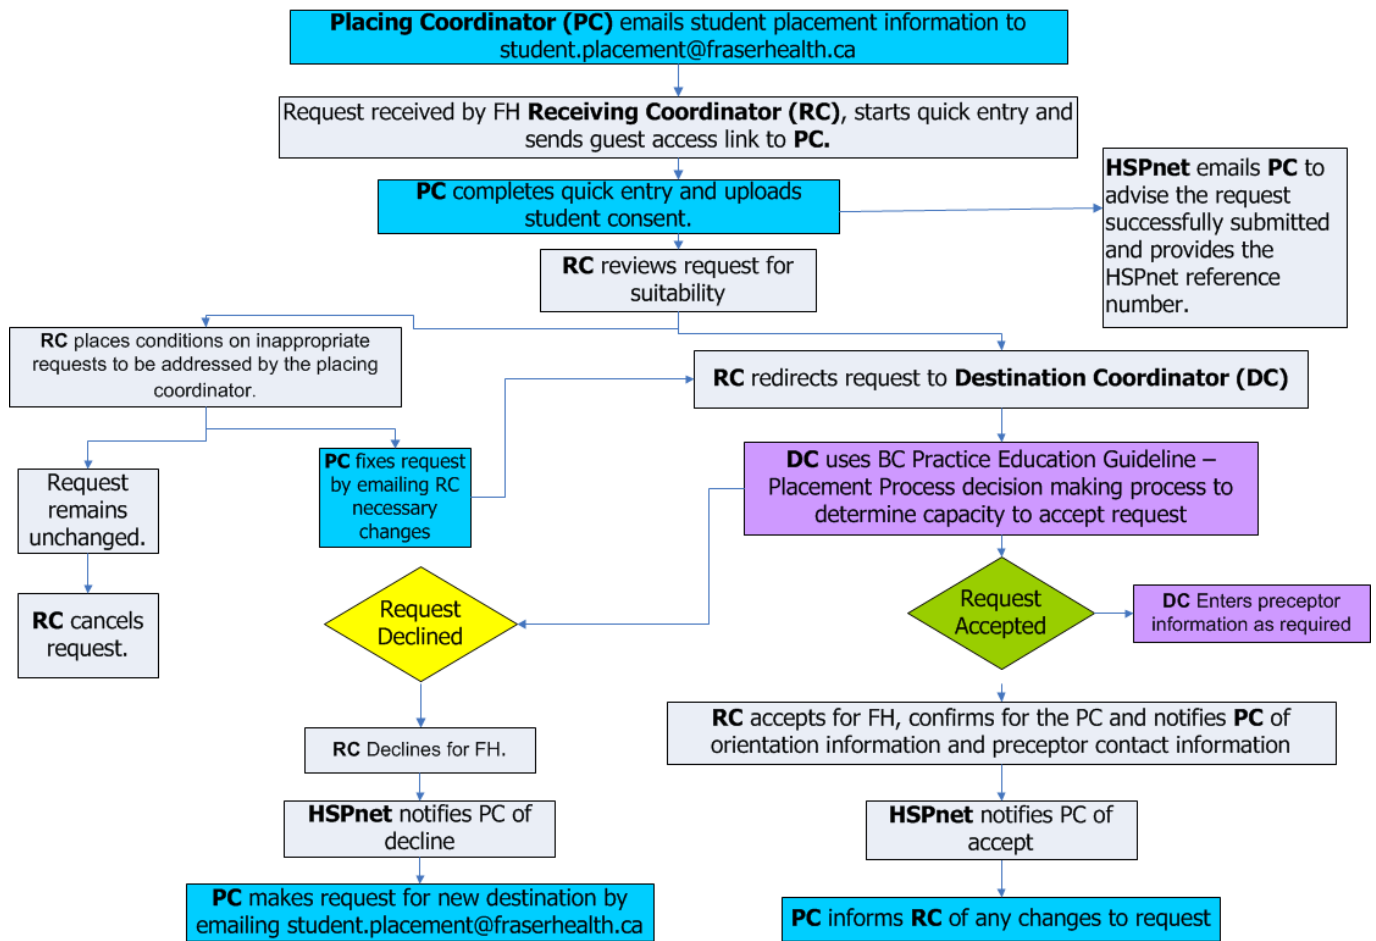 Placing Coordinator (PC) emails student placement information to
student.placement@fraserhealth.ca
Request received by FH Receiving Coordinator (RC), starts quick entry and
sends guest access link to PC.
PC completes quick entry and uploads
student consent.
HSPnet emails PC to
advise the request
successfully submitted
and provides the
HSPnet reference
number.
RC reviews request for
suitability
RC places conditions on inappropriate
requests to be addressed by the placing
coordinator.
RC redirects request to Destination Coordinator (DC)
Request
remains
unchanged.
PC fixes request
by emailing RC
necessary
changes
DC uses BC Practice Education Guideline –
Placement Process decision making process to
determine capacity to accept request
RC cancels
request.
Request
Declined
Request
Accepted
DC Enters preceptor
information as required
RC Declines for FH.
RC accepts for FH, confirms for the PC and notifies PC of
orientation information and preceptor contact information
HSPnet notifies PC of
decline
HSPnet notifies PC of
accept
PC makes request for new destination by
emailing student.placement@fraserhealth.ca
PC informs RC of any changes to request